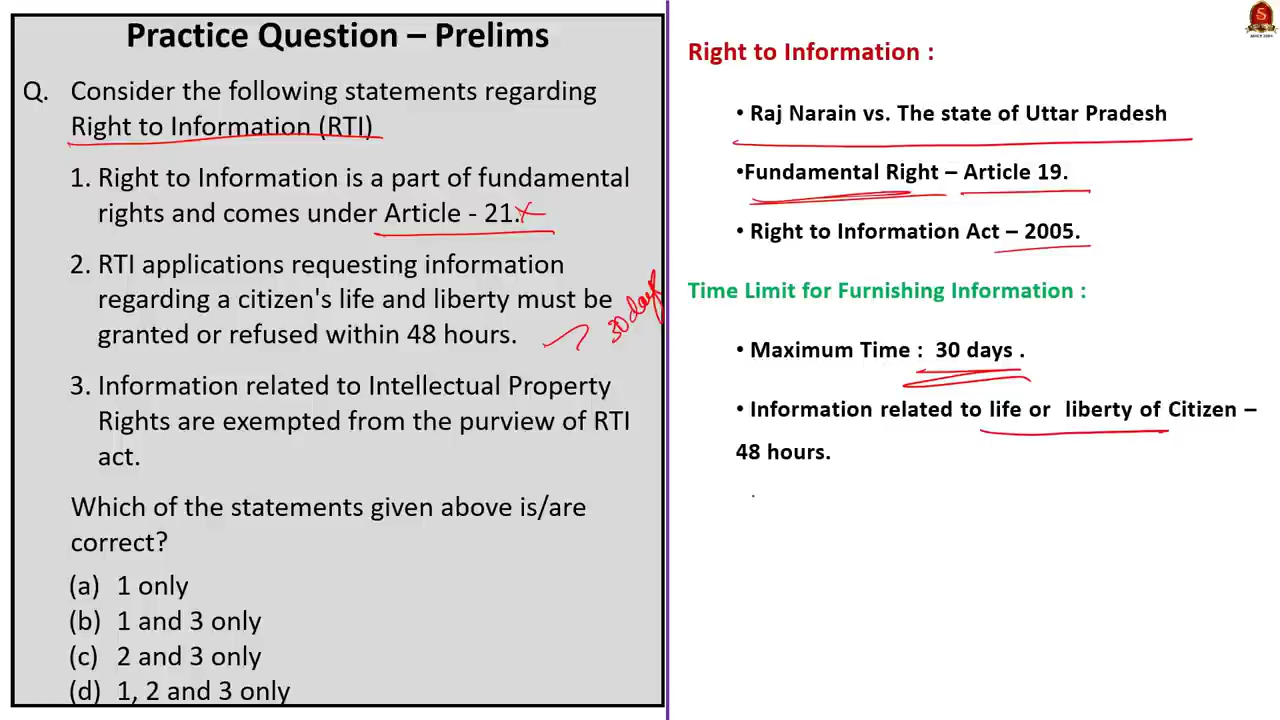 Practice Question – Prelims
Q. Consider the following statements regarding
Right to Information (RTI)
1. Right to Information is a part of fundamental
rights and comes under Article - 21.
2. RTI applications requesting information
regarding a citizen's life and liberty must be
granted or refused within 48 hours.
30 days
3. Information related to Intellectual Property
Rights are exempted from the purview of RTI
act.
Which of the statements given above is/are
correct?
(a) 1 only
(b) 1 and 3 only
(c) 2 and 3 only
(d) 1, 2 and 3 only
Right to Information :
• Raj Narain vs. The state of Uttar Pradesh
•Fundamental Right – Article 19.
• Right to Information Act – 2005.
Time Limit for Furnishing Information :
• Maximum Time : 30 days .
• Information related to life or liberty of Citizen –
48 hours.